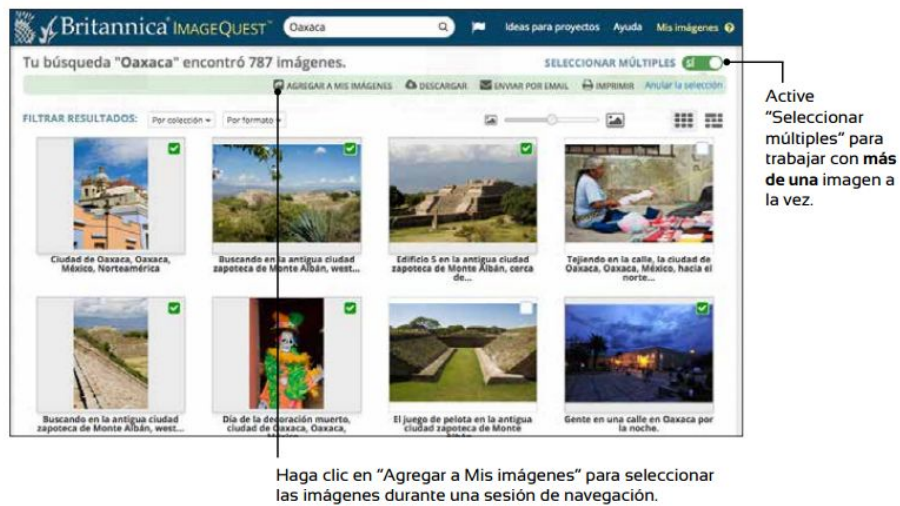 Britannica® IMAGEQUEST™
Oaxaca
Ideas para proyectos
Ayuda
Mis imágenes ?
Tu búsqueda "Oaxaca" encontró 787 imágenes.
SELECCIONAR MÚLTIPLES SÍ
AGREGAR A MIS IMÁGENES
DESCARGAR
ENVIAR POR EMAIL
IMPRIMIR
Anular la selección
FILTRAR RESULTADOS:
Por colección
Por formato
Ciudad de Oaxaca, Oaxaca,
México, Norteamérica
Buscando en la antigua ciudad
zapoteca de Monte Albán, west...
Edificio S en la antigua ciudad
zapoteca de Monte Albán, cerca
de...
Tejiendo en la calle, la ciudad de
Oaxaca, Oaxaca, México, hacia el
norte...
Buscando en la antigua ciudad
zapoteca de Monte Albán, west...
Día de la decoración muerto,
ciudad de Oaxaca, Oaxaca,
México
El juego de pelota en la antigua
ciudad zapoteca de Monte
Albán
Gente en una calle en Oaxaca por
la noche.
Active
"Seleccionar
múltiples" para
trabajar con más
de una imagen a
la vez.
Haga clic en "Agregar a Mis imágenes" para seleccionar
las imágenes durante una sesión de navegación.